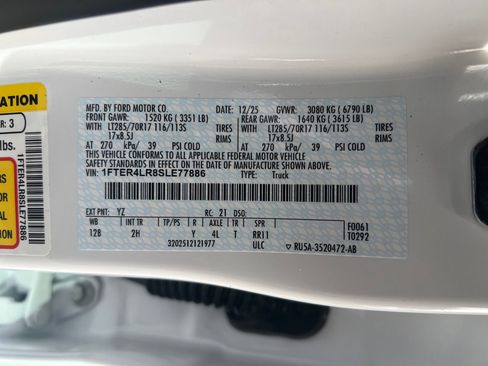 MFD. BY FORD MOTOR CO.
12/25 GVWR: 3080 KG ( 6790 LB)
FRONT GAWR: 1520 KG ( 3351 LB)
REAR GAWR: 1640 KG ( 3615 LB)
WITH LT285/70R17 116/113S TIRES
WITH LT285/70R17 116/113S TIRES
17x8.5J RIMS
17x8.5J RIMS
AT 270 kPa/ 39 PSI COLD
AT 270 kPa/ 39 PSI COLD
THIS VEHICLE CONFORMS TO ALL APPLICABLE FEDERAL MOTOR VEHICLE
SAFETY STANDARDS IN EFFECT ON THE DATE OF MANUFACTURE SHOWN ABOVE.
VIN: 1FTER4LR8SLE77886
TYPE: Truck
EXT PNT: YZ RC: 21 DSO:
WB INT TR TP/PS R AXLE T SPR
128 2H Y 4L T RR11
F0061
T0292
3202512121977 ULC
RU5A-3520472-AB
ATION
R: 3
lbs.
RS
R
S
ATION
1FTER4LR8SLE77886